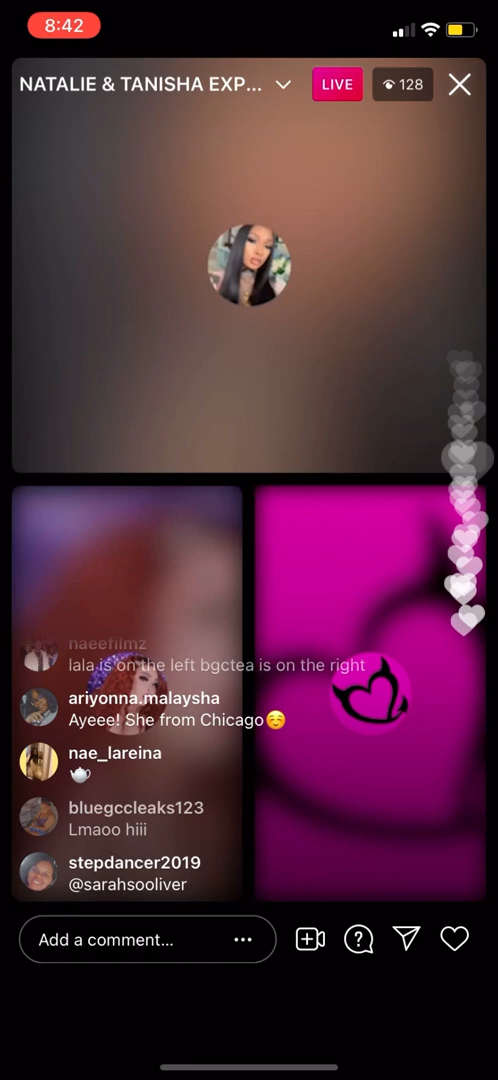 8:42
NATALIE & TANISHA EXP...
LIVE
128
naeefilmz
lala is on the left bgctea is on the right
ariyonna.malaysha
Ayeee! She from Chicago☺️
nae_lareina
🫖
bluegccleaks123
Lmaoo hiii
stepdancer2019
@sarahsooliver
Add a comment...